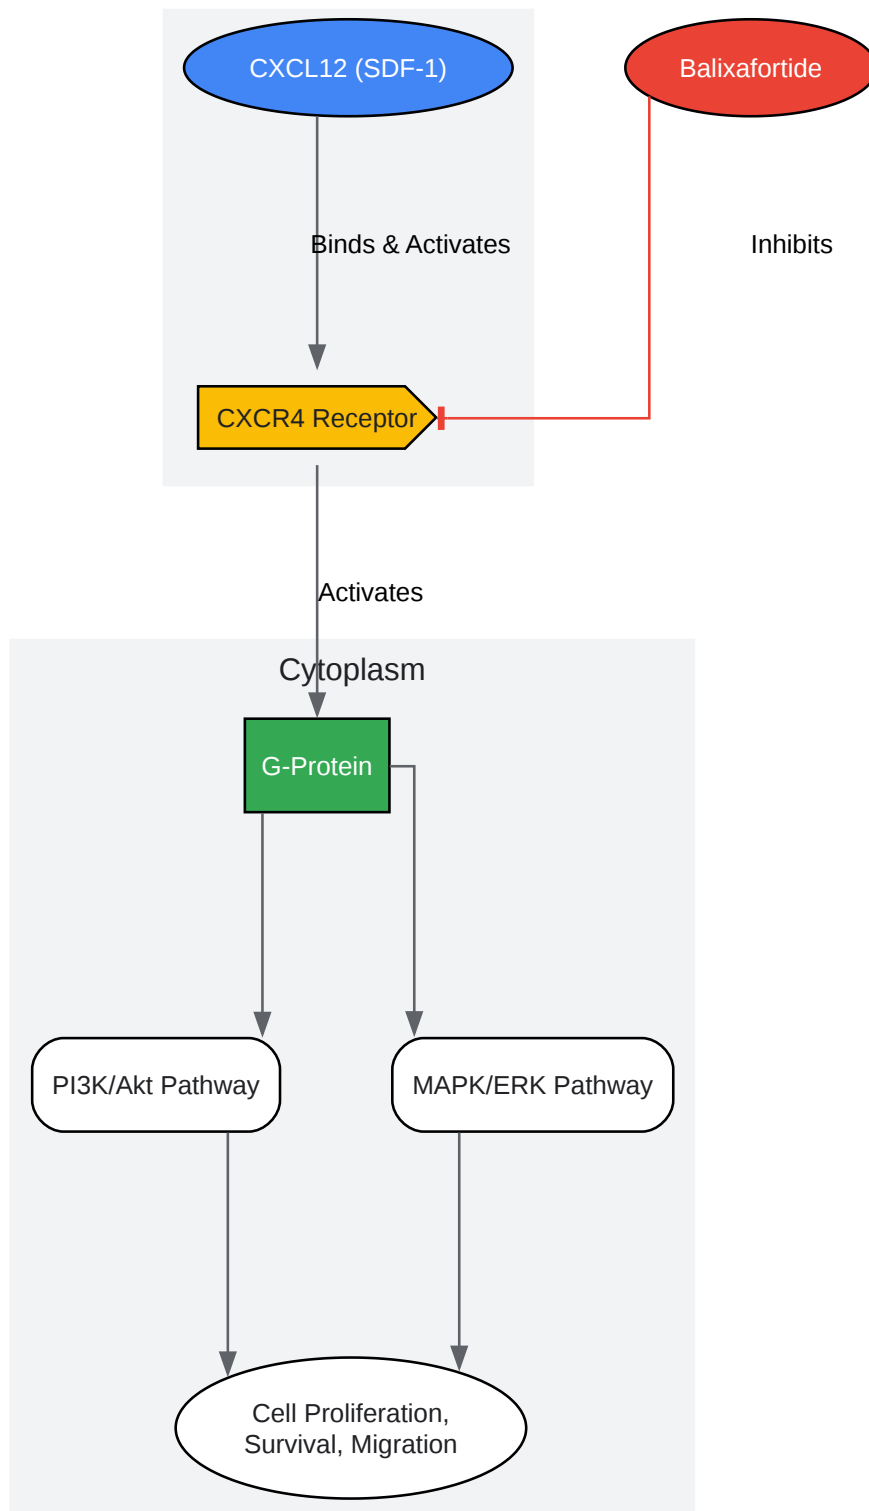 CXCL12 (SDF-1)
Balixafortide
Binds & Activates
Inhibits
CXCR4 Receptor
Activates
Cytoplasm
G-Protein
PI3K/Akt Pathway
MAPK/ERK Pathway
Cell Proliferation,
Survival, Migration